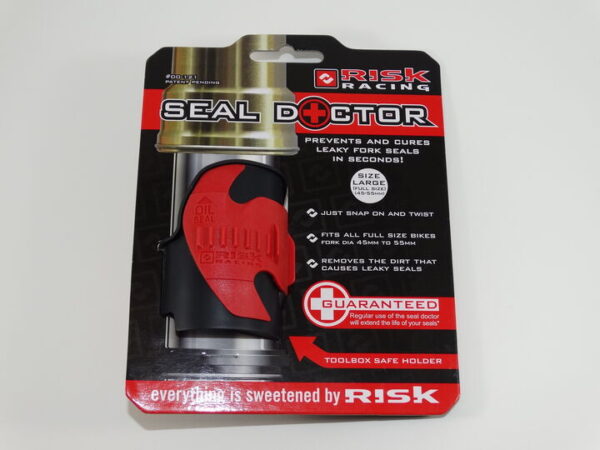 #00 121
PATENT PENDING
RISK
RACING
SEAL DOCTOR
PREVENTS AND CURES
LEAKY FORK SEALS
IN SECONDS!
SIZE
LARGE
(FULL SIZE)
(45/55mm)
JUST SNAP ON AND TWIST
FITS ALL FULL SIZE BIKES
FORK DIA 45MM TO 55MM
REMOVES THE DIRT THAT
CAUSES LEAKY SEALS
OIL
SEAL
RISK
RACING
GUARANTEED
Regular use of the seal doctor
will extend the life of your seals*
TOOLBOX SAFE HOLDER
everything is sweetened by RISK